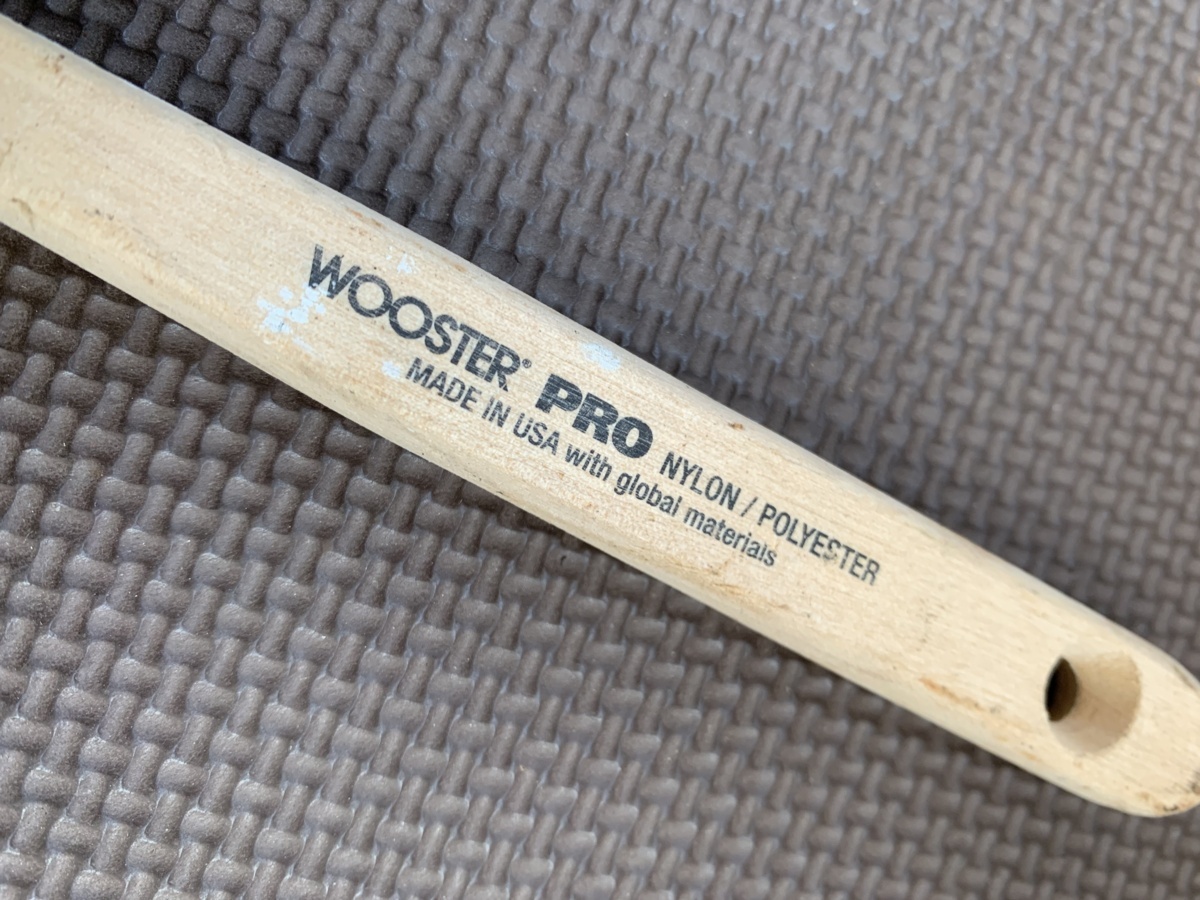 WOOSTER® PRO NYLON / POLYESTER
MADE IN USA with global materials